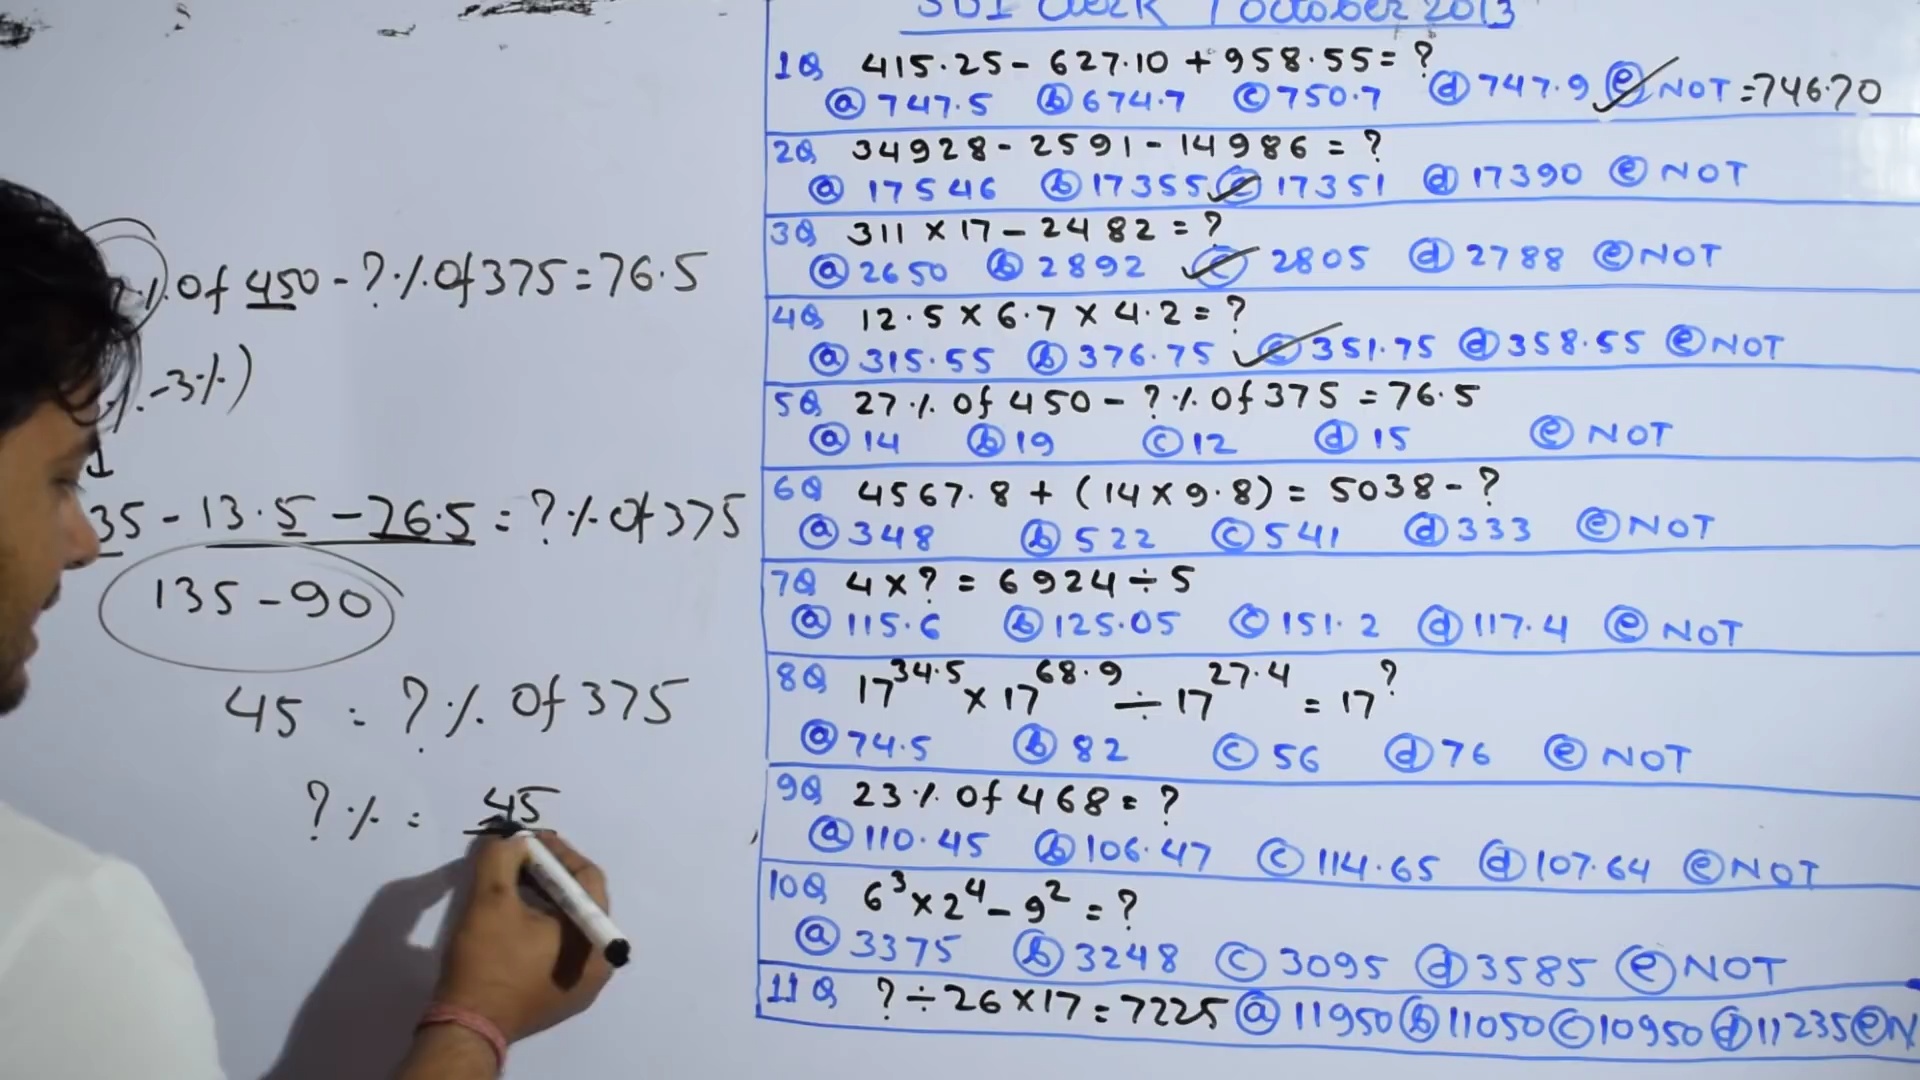 SBI Clerk 7 October 2013
1Q 415.25 - 627.10 + 958.55 = ?
ⓐ 747.5 ⓑ 674.7 ⓒ 750.7 ⓓ 747.9 ⓔ NOT = 746.70
2Q 34928 - 2591 - 14986 = ?
ⓐ 17546 ⓑ 17355 ⓒ 17351 ⓓ 17390 ⓔ NOT
3Q 311 × 17 - 2482 = ?
ⓐ 2650 ⓑ 2892 ⓒ 2805 ⓓ 2788 ⓔ NOT
4Q 12.5 × 6.7 × 4.2 = ?
ⓐ 315.55 ⓑ 376.75 ⓒ 351.75 ⓓ 358.55 ⓔ NOT
5Q 27% of 450 - ?% of 375 = 76.5
ⓐ 14 ⓑ 19 ⓒ 12 ⓓ 15 ⓔ NOT
6Q 4567.8 + (14 × 9.8) = 5038 - ?
ⓐ 348 ⓑ 522 ⓒ 541 ⓓ 333 ⓔ NOT
7Q 4 × ? = 6924 ÷ 5
ⓐ 115.6 ⓑ 125.05 ⓒ 151.2 ⓓ 117.4 ⓔ NOT
8Q 17^34.5 × 17^68.9 ÷ 17^27.4 = 17^?
ⓐ 74.5 ⓑ 82 ⓒ 56 ⓓ 76 ⓔ NOT
9Q 23% of 468 = ?
ⓐ 110.45 ⓑ 106.47 ⓒ 114.65 ⓓ 107.64 ⓔ NOT
10Q 6³ × 2⁴ - 9² = ?
ⓐ 3375 ⓑ 3248 ⓒ 3095 ⓓ 3585 ⓔ NOT
11Q ? ÷ 26 × 17 = 7225 ⓐ 11950 ⓑ 11050 ⓒ 10950 ⓓ 11235 ⓔ N
% of 450 - ?% of 375 = 76.5
% - 3%)
35 - 13.5 - 76.5 = ?% of 375
135 - 90
45 = ?% of 375
?% = 45